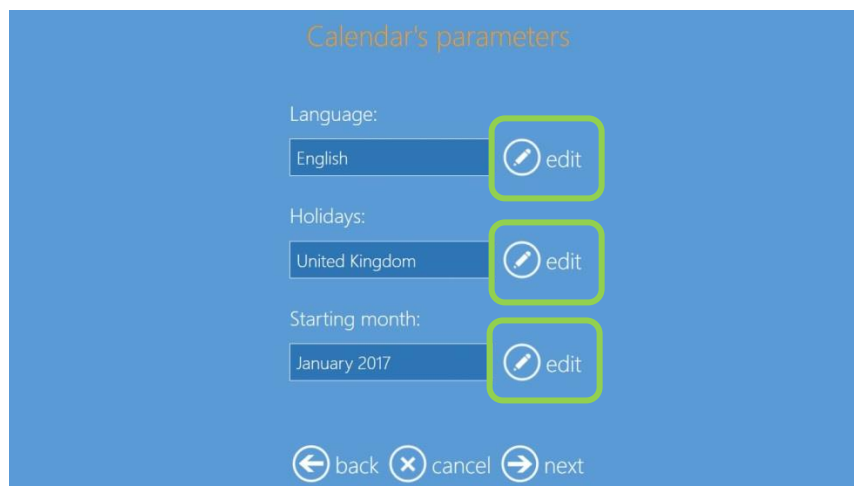 Calendar's parameters
Language:
English edit
Holidays:
United Kingdom edit
Starting month:
January 2017 edit
back cancel next